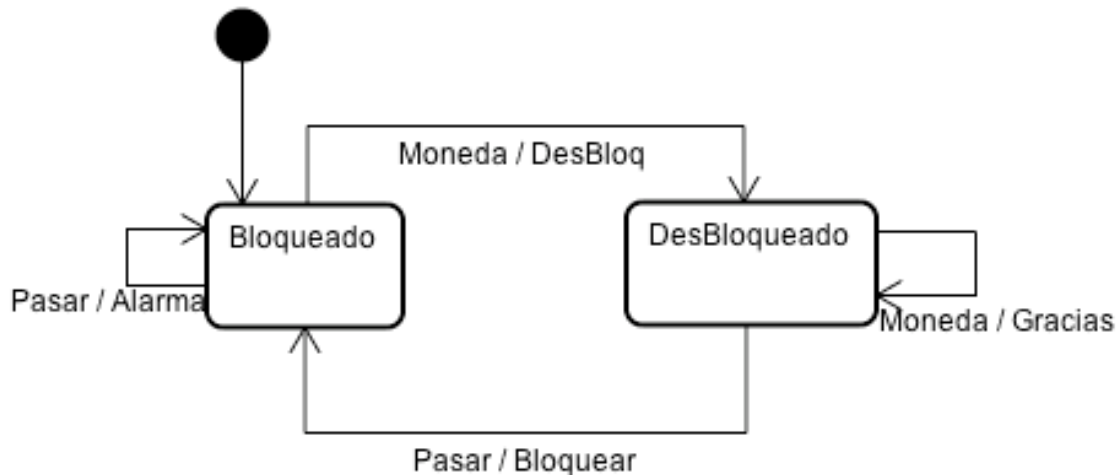 Moneda / DesBloq
Bloqueado
DesBloqueado
Pasar / Alarma
Moneda / Gracias
Pasar / Bloquear